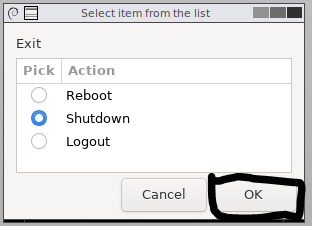 Select item from the list
Exit
Pick Action
Reboot
Shutdown
Logout
Cancel OK